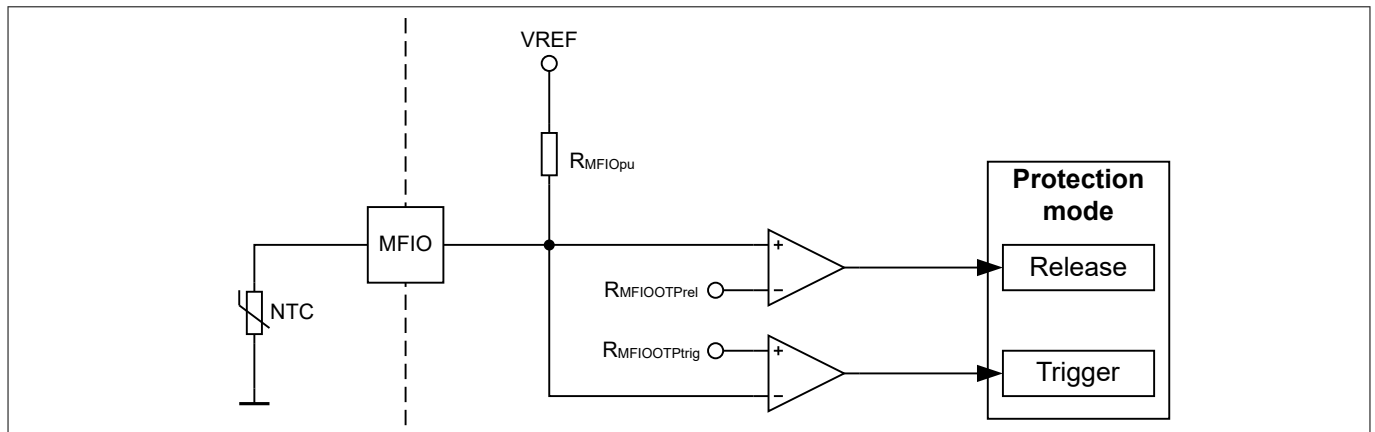 VREF
RMFIOpu
Protection
mode
MFIO
+
Release
RMFIOOTPrel
−
NTC
RMFIOOTPtrig
+
Trigger
−